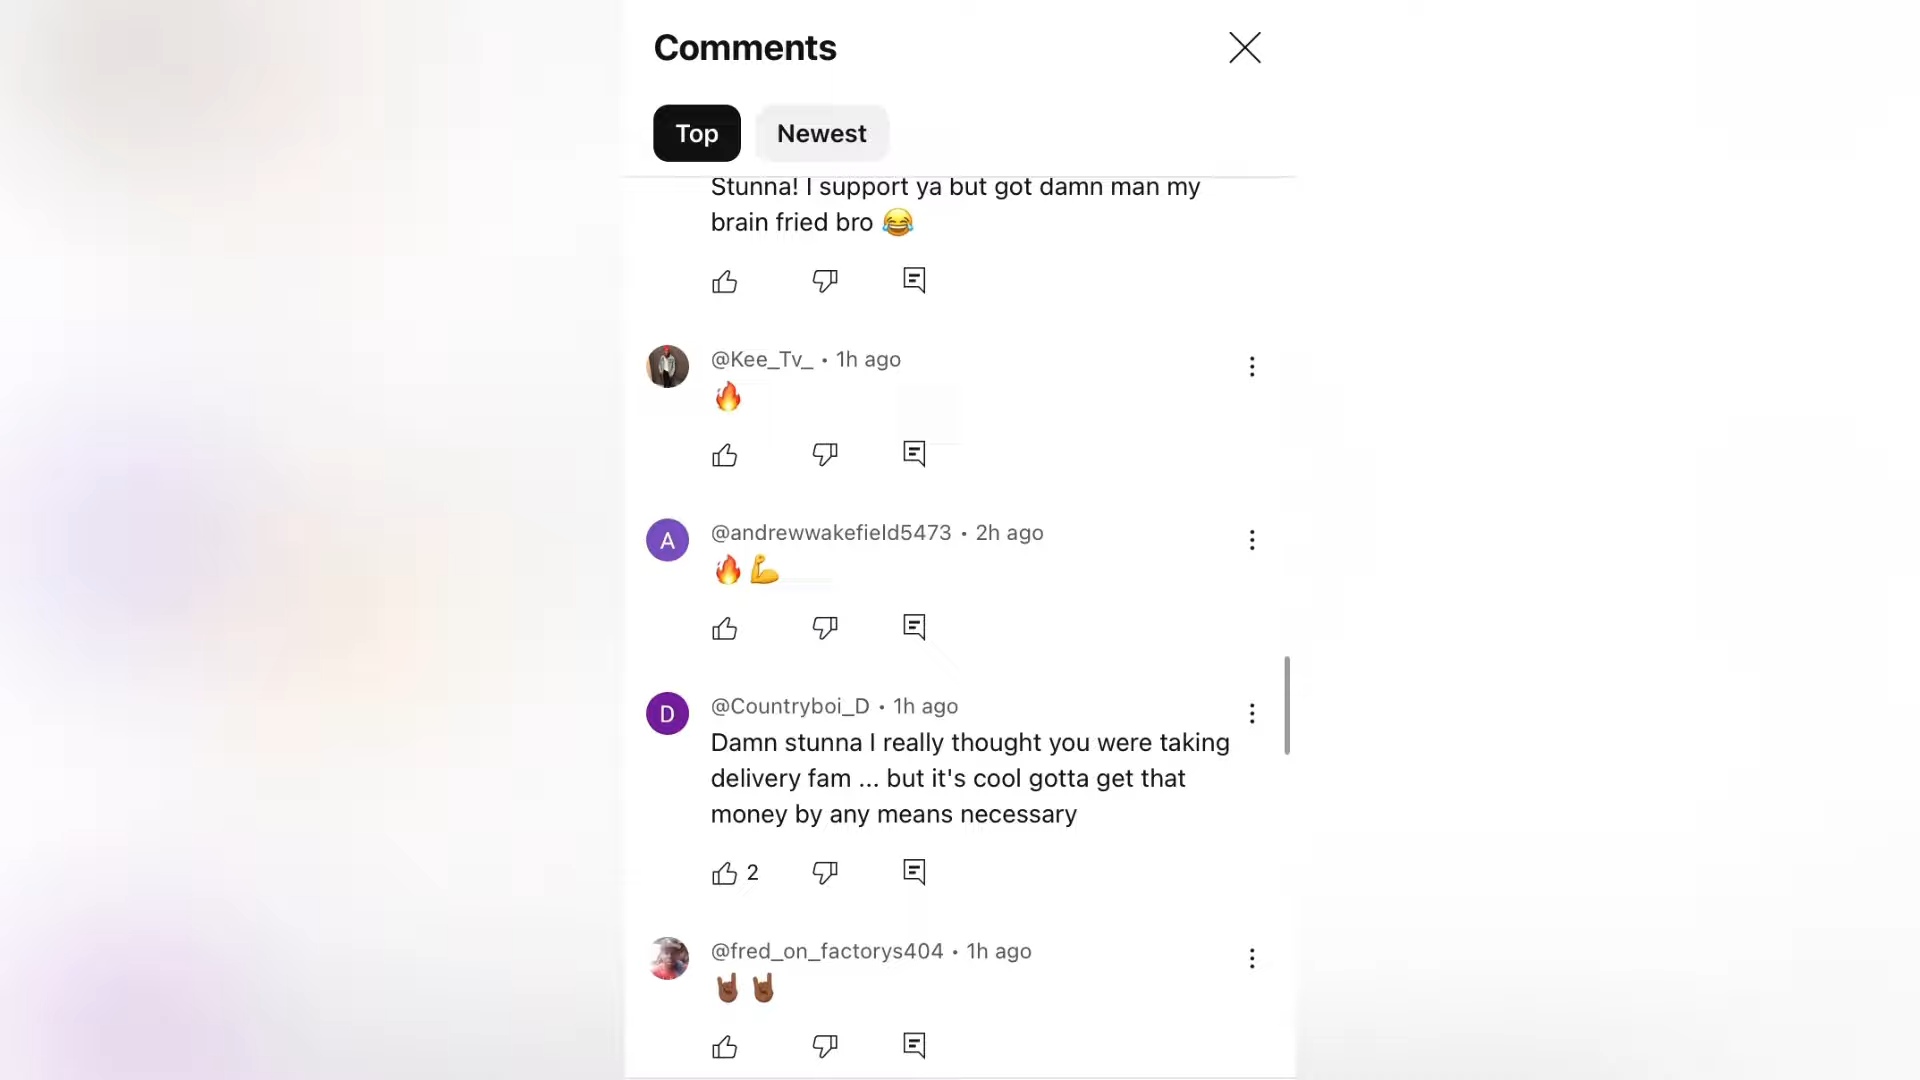 Comments
Top
Newest
Stunna! I support ya but got damn man my
brain fried bro 😂
@Kee_Tv_ • 1h ago
🔥
A
@andrewwakefield5473 • 2h ago
🔥💪
D
@Countryboi_D • 1h ago
Damn stunna I really thought you were taking
delivery fam ... but it's cool gotta get that
money by any means necessary
2
@fred_on_factorys404 • 1h ago
🤘🏾🤘🏾